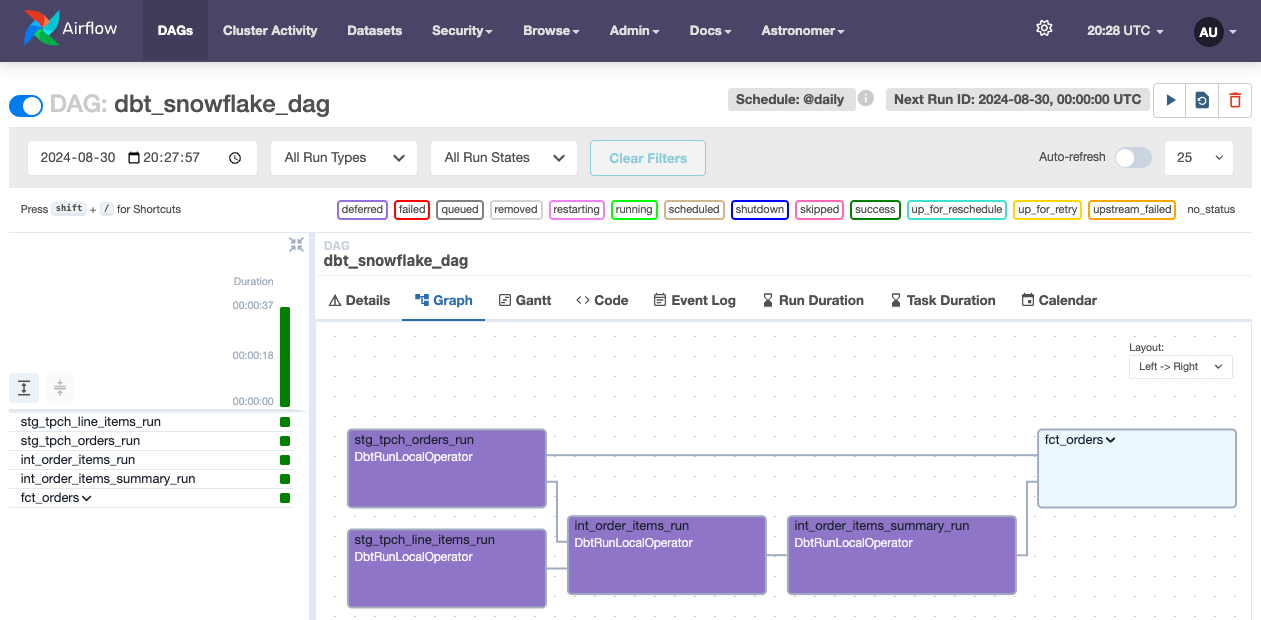 Airflow
DAGs Cluster Activity Datasets Security Browse Admin Docs Astronomer 20:28 UTC AU
DAG: dbt_snowflake_dag
Schedule: @daily
Next Run ID: 2024-08-30, 00:00:00 UTC
2024-08-30 20:27:57 All Run Types All Run States Clear Filters Auto-refresh 25
Press shift + / for Shortcuts
deferred failed queued removed restarting running scheduled shutdown skipped success up_for_reschedule up_for_retry upstream_failed no_status
Duration
00:00:37
00:00:18
00:00:00
stg_tpch_line_items_run
stg_tpch_orders_run
int_order_items_run
int_order_items_summary_run
fct_orders
DAG
dbt_snowflake_dag
Details Graph Gantt Code Event Log Run Duration Task Duration Calendar
Layout:
Left -> Right
stg_tpch_orders_run
DbtRunLocalOperator
fct_orders
stg_tpch_line_items_run
DbtRunLocalOperator
int_order_items_run
DbtRunLocalOperator
int_order_items_summary_run
DbtRunLocalOperator